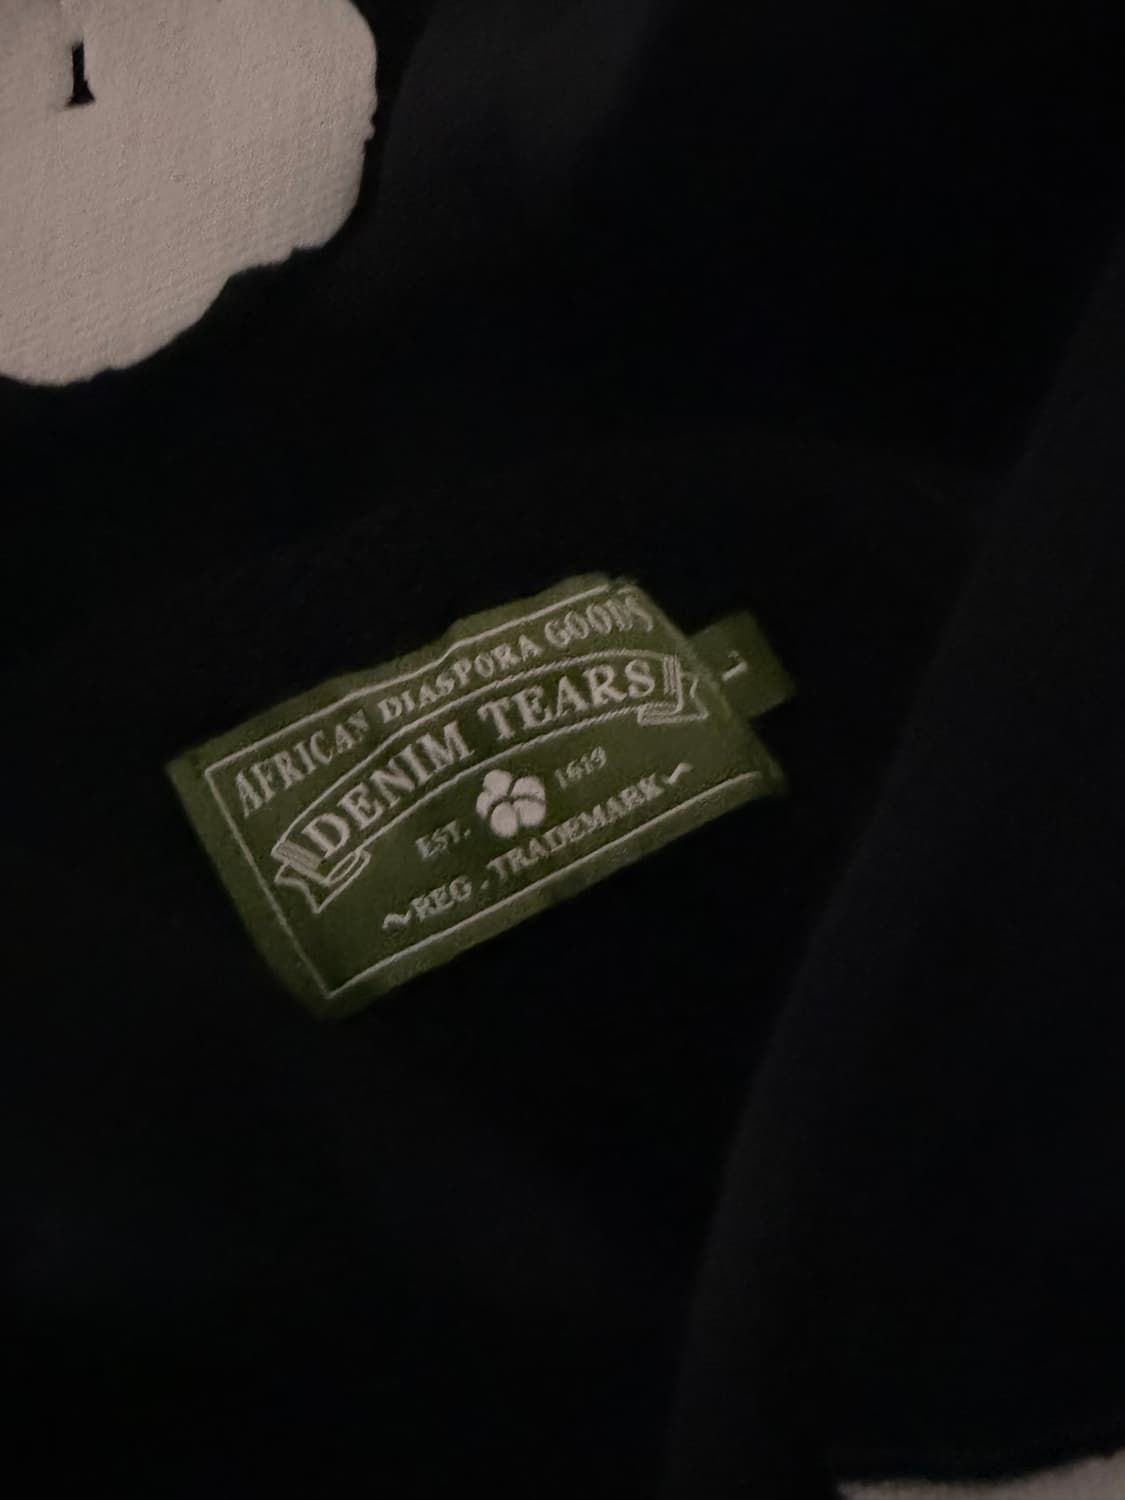 AFRICAN DIASPORA GOODS
DENIM TEARS
EST. 1619
~REG. TRADEMARK~